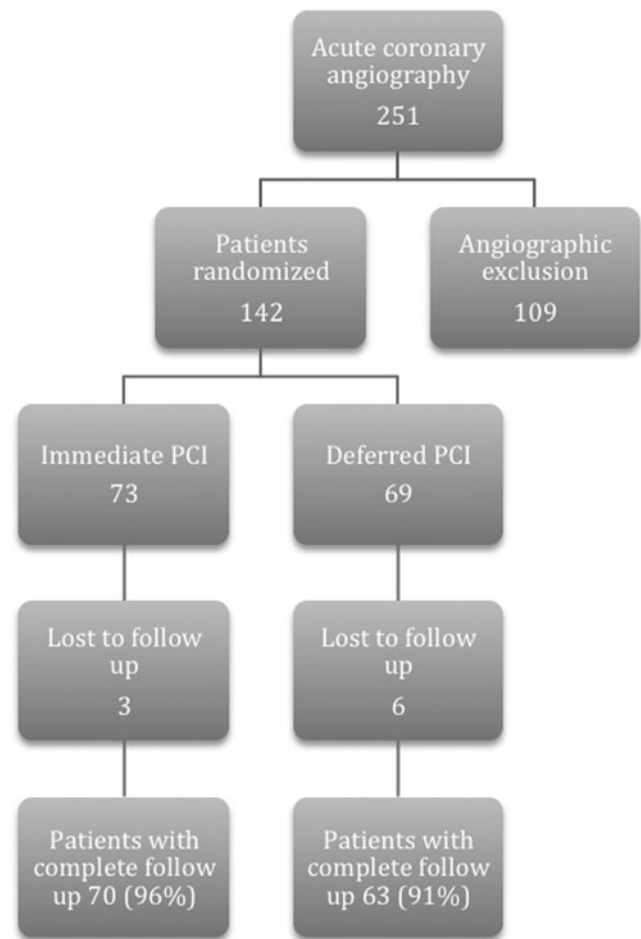 Acute coronary
angiography
251
Patients
randomized
142
Angiographic
exclusion
109
Immediate PCI
73
Deferred PCI
69
Lost to follow
up
3
Lost to follow
up
6
Patients with
complete follow
up 70 (96%)
Patients with
complete follow
up 63 (91%)